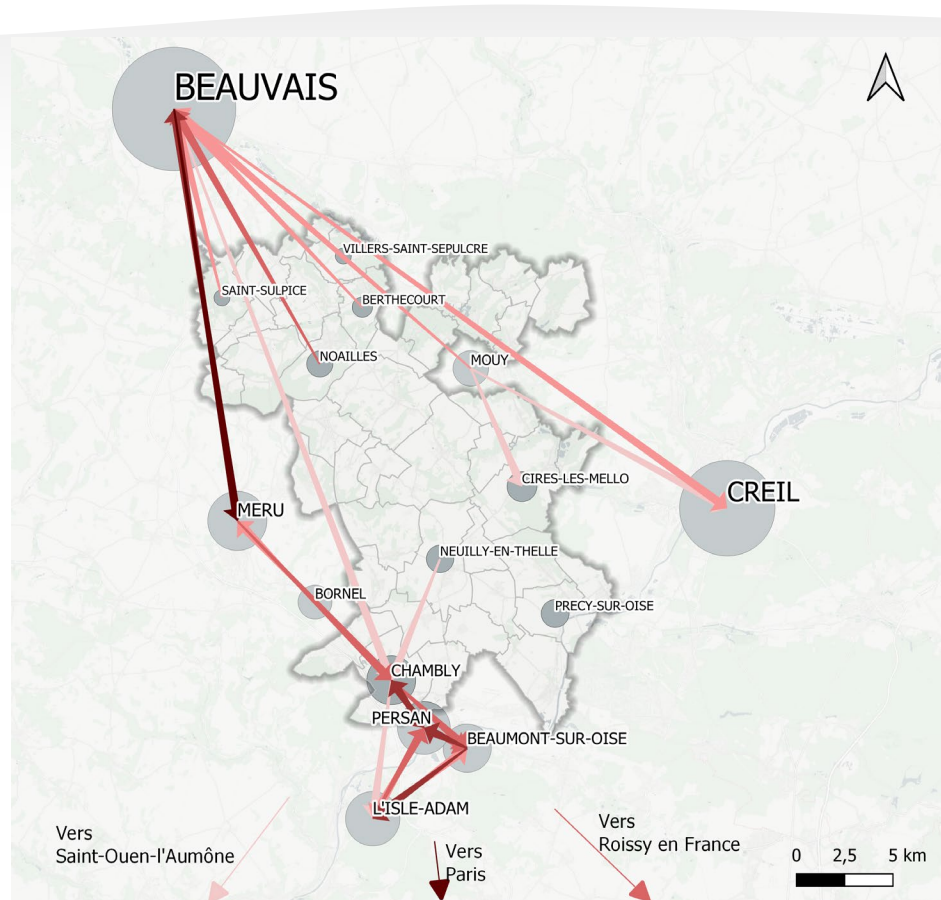 BEAUVAIS
VILLERS-SAINT-SEPULCRE
SAINT-SULPICE
BERTHECOURT
NOAILLES
MOUY
CIRES-LES-MELLO
CREIL
MERU
NEUILLY-EN-THELLE
BORNEL
PRECY-SUR-OISE
CHAMBLY
PERSAN
BEAUMONT-SUR-OISE
L'ISLE-ADAM
Vers
Saint-Ouen-l'Aumône
Vers
Paris
Vers
Roissy en France
0 2,5 5 km